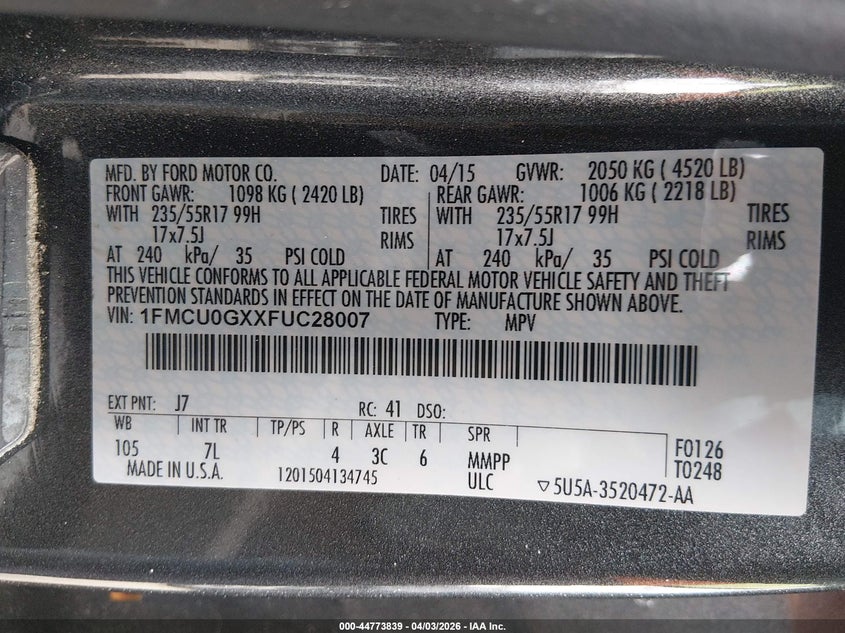 MFD. BY FORD MOTOR CO. DATE: 04/15 GVWR: 2050 KG ( 4520 LB)
FRONT GAWR: 1098 KG ( 2420 LB) REAR GAWR: 1006 KG ( 2218 LB)
WITH 235/55R17 99H TIRES WITH 235/55R17 99H TIRES
17x7.5J RIMS 17x7.5J RIMS
AT 240 kPa/ 35 PSI COLD AT 240 kPa/ 35 PSI COLD
THIS VEHICLE CONFORMS TO ALL APPLICABLE FEDERAL MOTOR VEHICLE SAFETY AND THEFT
PREVENTION STANDARDS IN EFFECT ON THE DATE OF MANUFACTURE SHOWN ABOVE.
VIN: 1FMCU0GXXFUC28007 TYPE: MPV
EXT PNT: J7 RC: 41 DSO:
WB INT TR TP/PS R AXLE TR SPR
105 7L 4 3C 6 MMPP F0126
MADE IN U.S.A. 1201504134745 ULC T0248
▽5U5A-3520472-AA
000-44773839 - 04/03/2026 - IAA Inc.